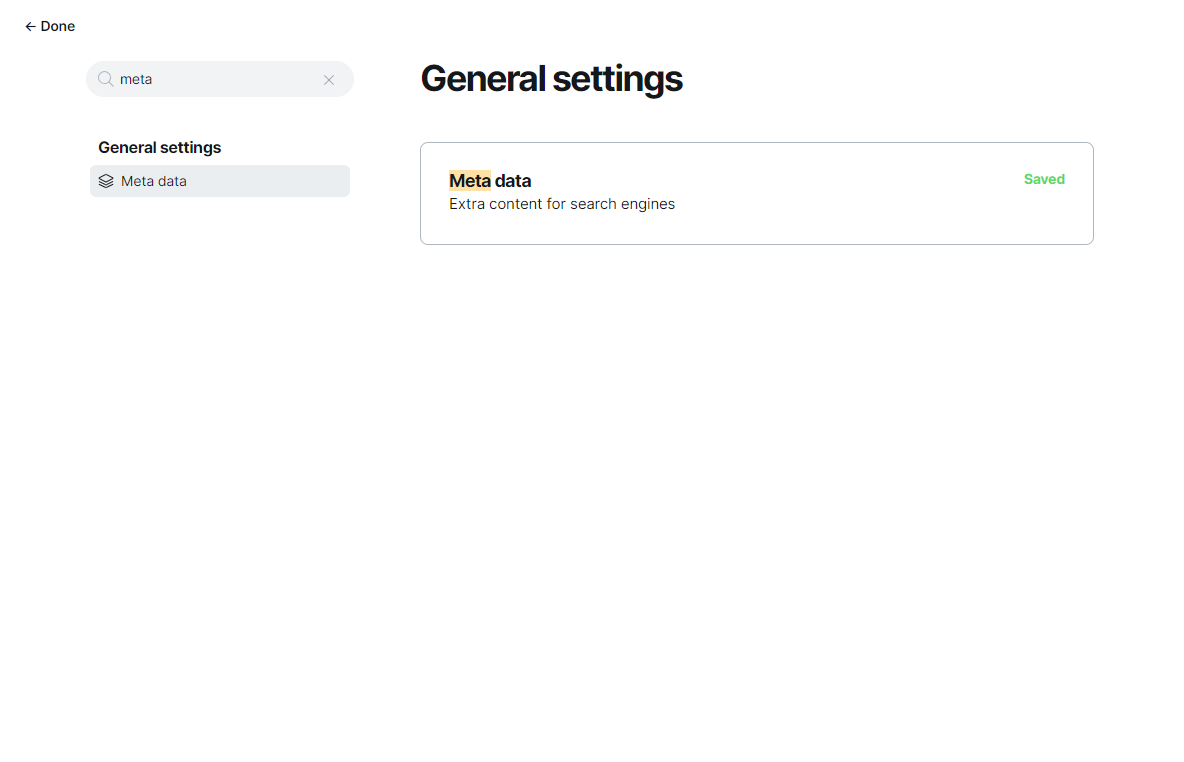 ← Done
meta
General settings
General settings
Meta data
Meta data
Saved
Extra content for search engines